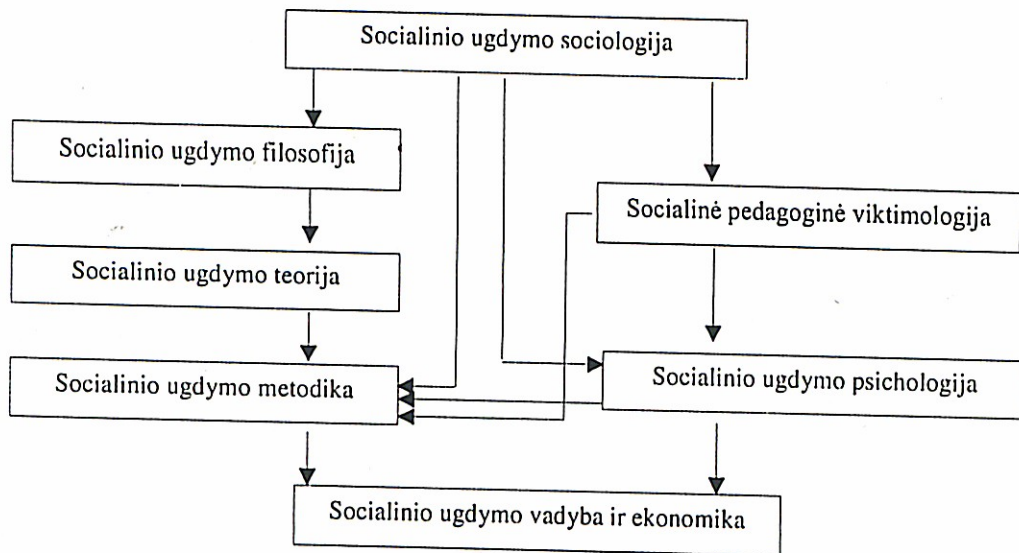 Socialinio ugdymo sociologija
Socialinio ugdymo filosofija
Socialinė pedagoginė viktimologija
Socialinio ugdymo teorija
Socialinio ugdymo metodika
Socialinio ugdymo psichologija
Socialinio ugdymo vadyba ir ekonomika